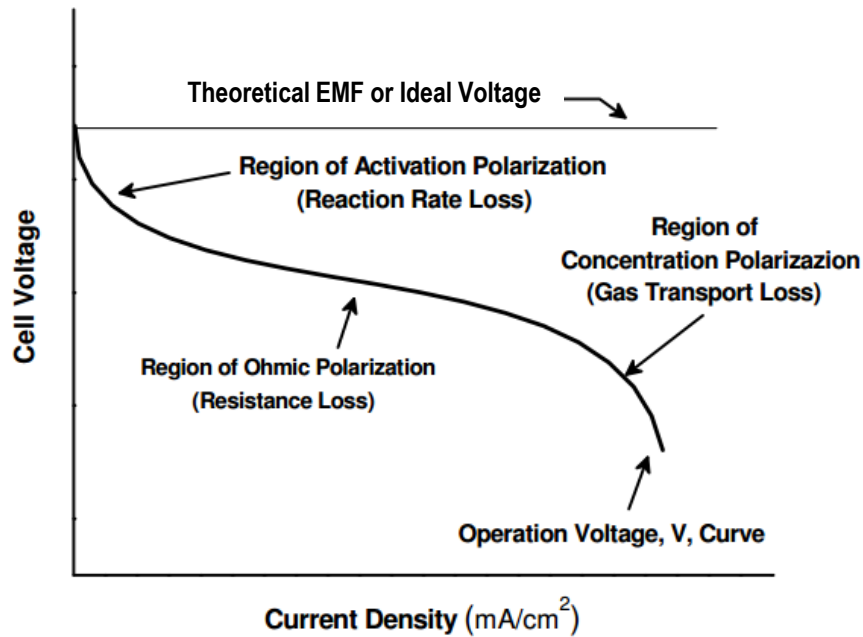 Theoretical EMF or Ideal Voltage
Region of Activation Polarization
(Reaction Rate Loss)
Region of
Concentration Polarizazion
(Gas Transport Loss)
Cell Voltage
Region of Ohmic Polarization
(Resistance Loss)
Operation Voltage, V, Curve
Current Density (mA/cm²)